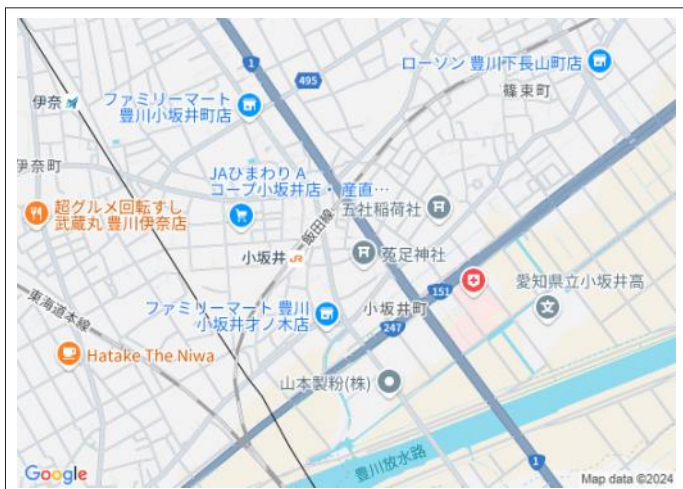 1
495
ローソン 豊川下長山町店
篠束町
伊奈
ファミリーマート
豊川小坂井町店
伊奈町
JAひまわり A
コープ小坂井店・産直…
飯田線
五社稲荷社
超グルメ回転すし
武蔵丸 豊川伊奈店
小坂井
JR
菟足神社
151
愛知県立小坂井高
東海道本線
ファミリーマート 豊川
小坂井才ノ木店
小坂井町
247
Hatake The Niwa
山本製粉(株)
豊川放水路
1
Google
Map data ©2024